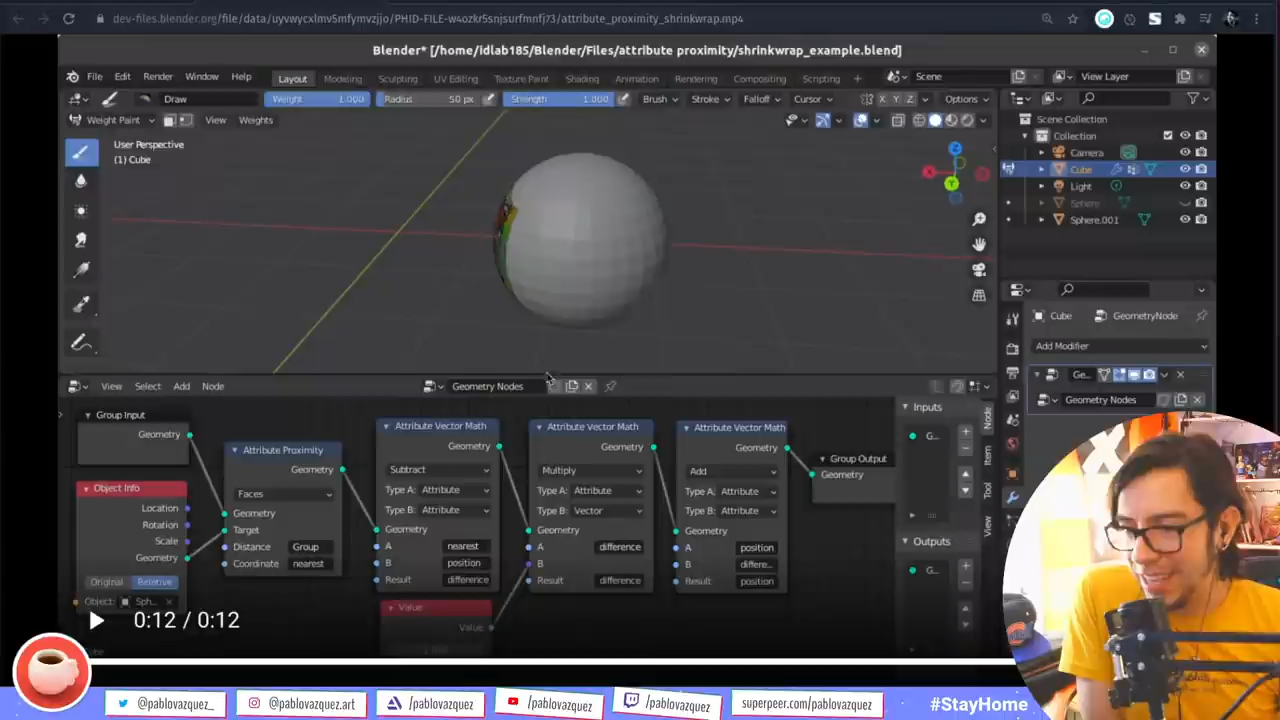 dev-files.blender.org/file/data/uyvwycxlmv5mfymvzjjo/PHID-FILE-w4ozkr5snjsurfmnfj73/attribute_proximity_shrinkwrap.mp4
Blender* [/home/idlab185/Blender/Files/attribute proximity/shrinkwrap_example.blend]
File Edit Render Window Help Layout Modeling Sculpting UV Editing Texture Paint Shading Animation Rendering Compositing Scripting + Scene View Layer
Draw Weight 1.000 Radius 50 px Strength 1.000 Brush Stroke Falloff Cursor X Y Z Options
Weight Paint View Weights
User Perspective
(1) Cube
Z
Y
Scene Collection
Collection
Camera
Cube
Light
Sphere
Sphere.001
Cube GeometryNode
Add Modifier
Ge..
Geometry Nodes
View Select Add Node Geometry Nodes
Group Input
Geometry
Object Info
Location
Rotation
Scale
Geometry
Original Relative
Object: Sph..
Attribute Proximity
Geometry
Faces
Geometry
Target
Distance Group
Coordinate nearest
Attribute Vector Math
Geometry
Subtract
Type A: Attribute
Type B: Attribute
Geometry
A nearest
B position
Result difference
Value
Value
Attribute Vector Math
Geometry
Multiply
Type A: Attribute
Type B: Vector
Geometry
A difference
B
Result difference
Attribute Vector Math
Geometry
Add
Type A: Attribute
Type B: Attribute
Geometry
A position
B differe...
Result position
Group Output
Geometry
Inputs
G..
Outputs
G..
Node
Item
Tool
View
0:12 / 0:12
@pablovazquez_ @pablovazquez.art /pablovazquez /pablovazquez /pablovazquez superpeer.com/pablovazquez #StayHome